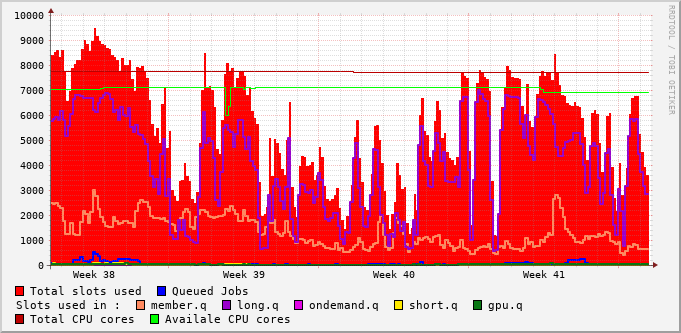 10000
9000
8000
7000
6000
5000
4000
3000
2000
1000
0
Week 38 Week 39 Week 40 Week 41
RRDTOOL / TOBI OETIKER
Total slots used Queued Jobs
Slots used in : member.q long.q ondemand.q short.q gpu.q
Total CPU cores Availale CPU cores